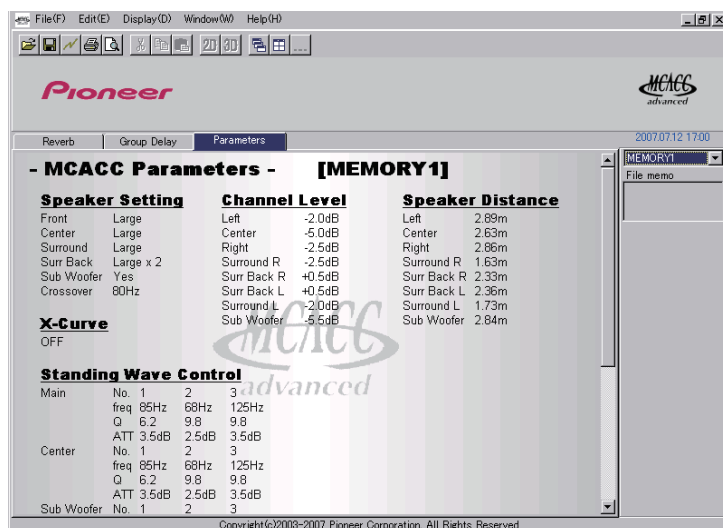 File(F) Edit(E) Display(D) Window(W) Help(H)
2D 3D ...
Pioneer
MCACC
advanced
Reverb Group Delay Parameters
2007.07.12 17:00
MEMORY1
File memo
- MCACC Parameters - [MEMORY1]
Speaker Setting Channel Level Speaker Distance
Front Large Left -2.0dB Left 2.89m
Center Large Center -5.0dB Center 2.63m
Surround Large Right -2.5dB Right 2.86m
Surr Back Large x 2 Surround R -2.5dB Surround R 1.63m
Sub Woofer Yes Surr Back R +0.5dB Surr Back R 2.33m
Crossover 80Hz Surr Back L +0.5dB Surr Back L 2.36m
Surround L -2.0dB Surround L 1.73m
X-Curve Sub Woofer -5.5dB Sub Woofer 2.84m
OFF
MCACC
advanced
Standing Wave Control
Main No. 1 2 3
freq 85Hz 68Hz 125Hz
Q 6.2 9.8 9.8
ATT 3.5dB 2.5dB 3.5dB
Center No. 1 2 3
freq 85Hz 68Hz 125Hz
Q 6.2 9.8 9.8
ATT 3.5dB 2.5dB 3.5dB
Sub Woofer No. 1 2 3
Copyright(c)2003-2007 Pioneer Corporation. All Rights Reserved